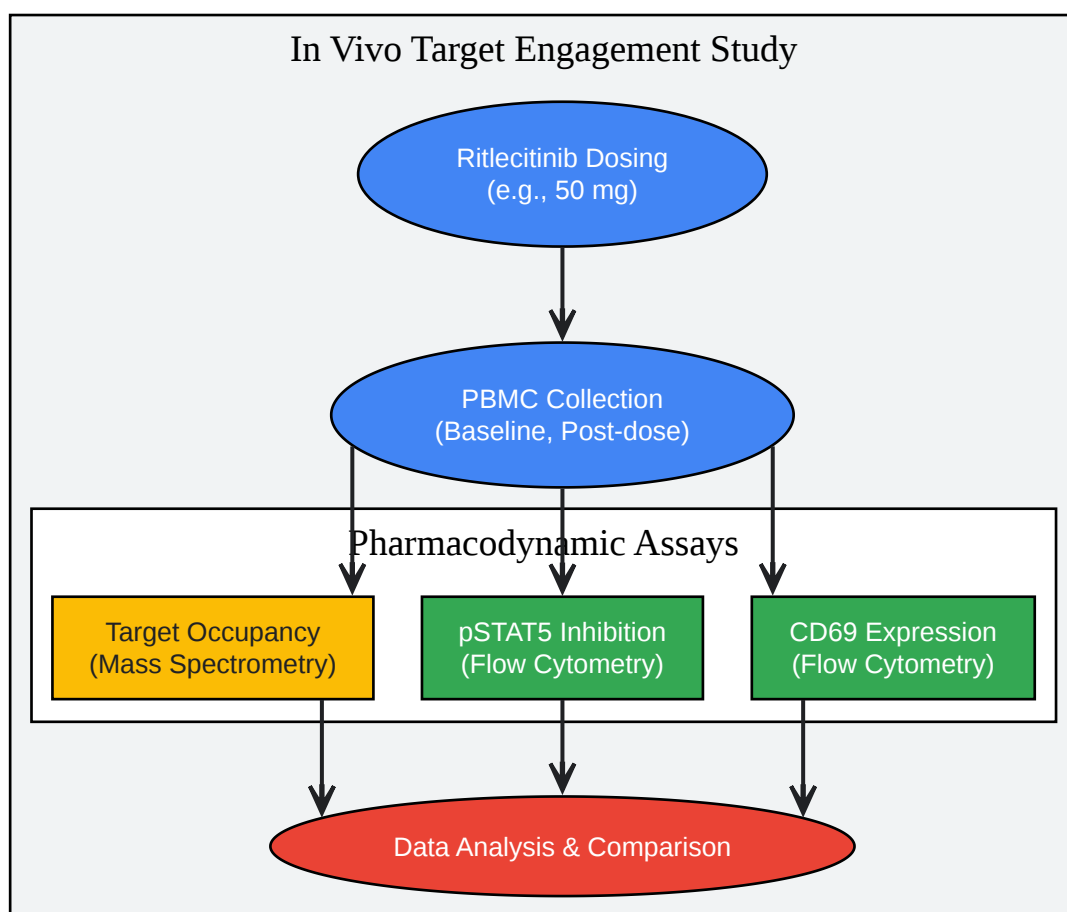 In Vivo Target Engagement Study
Ritlecitinib Dosing
(e.g., 50 mg)
PBMC Collection
(Baseline, Post-dose)
Pharmacodynamic Assays
Target Occupancy
(Mass Spectrometry)
pSTAT5 Inhibition
(Flow Cytometry)
CD69 Expression
(Flow Cytometry)
Data Analysis & Comparison